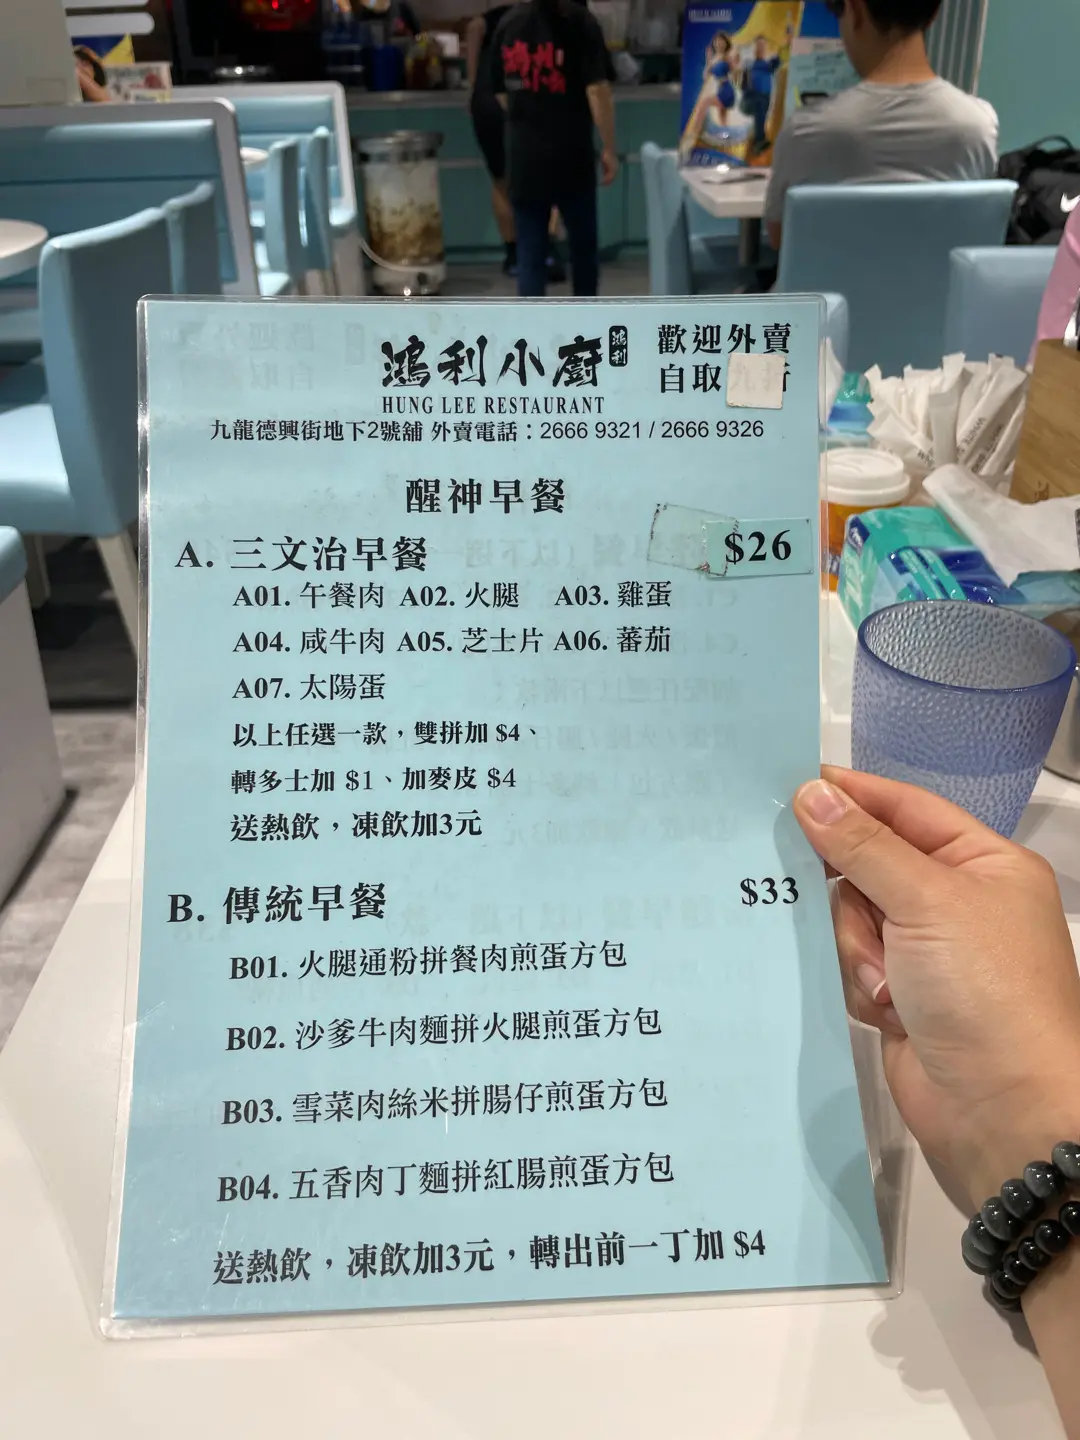 鴻利小廚 鴻利
HUNG LEE RESTAURANT
歡迎外賣
自取九折
九龍德興街地下2號舖 外賣電話：2666 9321 / 2666 9326
醒神早餐
A. 三文治早餐 $26
A01. 午餐肉 A02. 火腿 A03. 雞蛋
A04. 咸牛肉 A05. 芝士片 A06. 蕃茄
A07. 太陽蛋
以上任選一款，雙拼加 $4、
轉多士加 $1、加麥皮 $4
送熱飲，凍飲加3元
B. 傳統早餐 $33
B01. 火腿通粉拼餐肉煎蛋方包
B02. 沙爹牛肉麵拼火腿煎蛋方包
B03. 雪菜肉絲米拼腸仔煎蛋方包
B04. 五香肉丁麵拼紅腸煎蛋方包
送熱飲，凍飲加3元，轉出前一丁加 $4